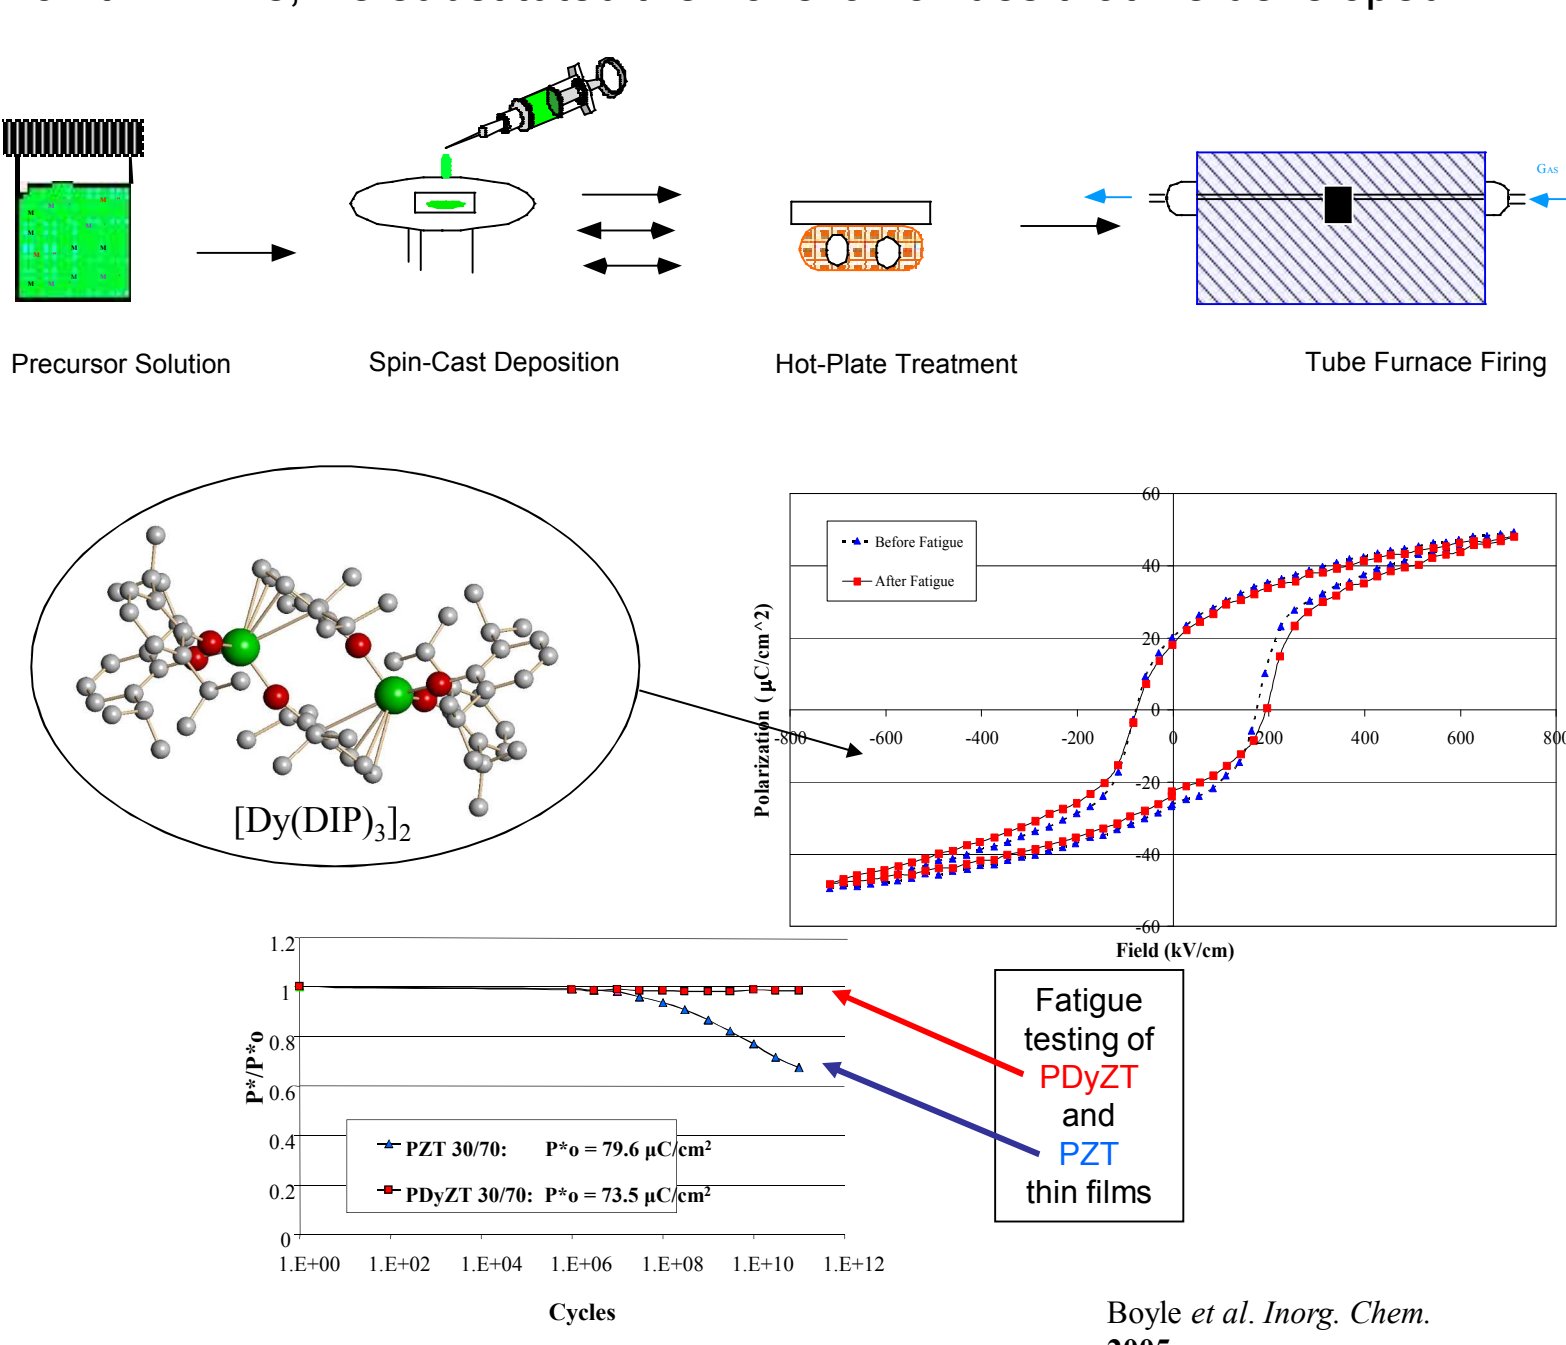 GAS
Precursor Solution
Spin-Cast Deposition
Hot-Plate Treatment
Tube Furnace Firing
[Dy(DIP)3]2
60
40
20
0
-20
-40
-60
-800
-600
-400
-200
0
200
400
600
800
Before Fatigue
After Fatigue
Polarization ( µC/cm^2)
Field (kV/cm)
1.2
1
0.8
0.6
0.4
0.2
0
P*/P*o
PZT 30/70: P*o = 79.6 µC/cm2
PDyZT 30/70: P*o = 73.5 µC/cm2
1.E+00 1.E+02 1.E+04 1.E+06 1.E+08 1.E+10 1.E+12
Cycles
Fatigue
testing of
PDyZT
and
PZT
thin films
Boyle et al. Inorg. Chem.